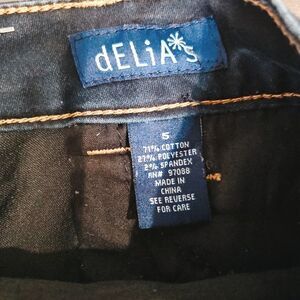 dELiA*s
5
71% COTTON
27% POLYESTER
2% SPANDEX
RN# 97088
MADE IN
CHINA
SEE REVERSE
FOR CARE